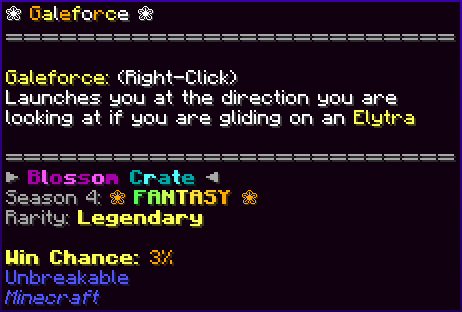 ❀ Galeforce ❀
=========================
Galeforce: (Right-Click)
Launches you at the direction you are
looking at if you are gliding on an Elytra
=========================
► Blossom Crate ◄
Season 4: ❀ FANTASY ❀
Rarity: Legendary
Win Chance: 3%
Unbreakable
Minecraft